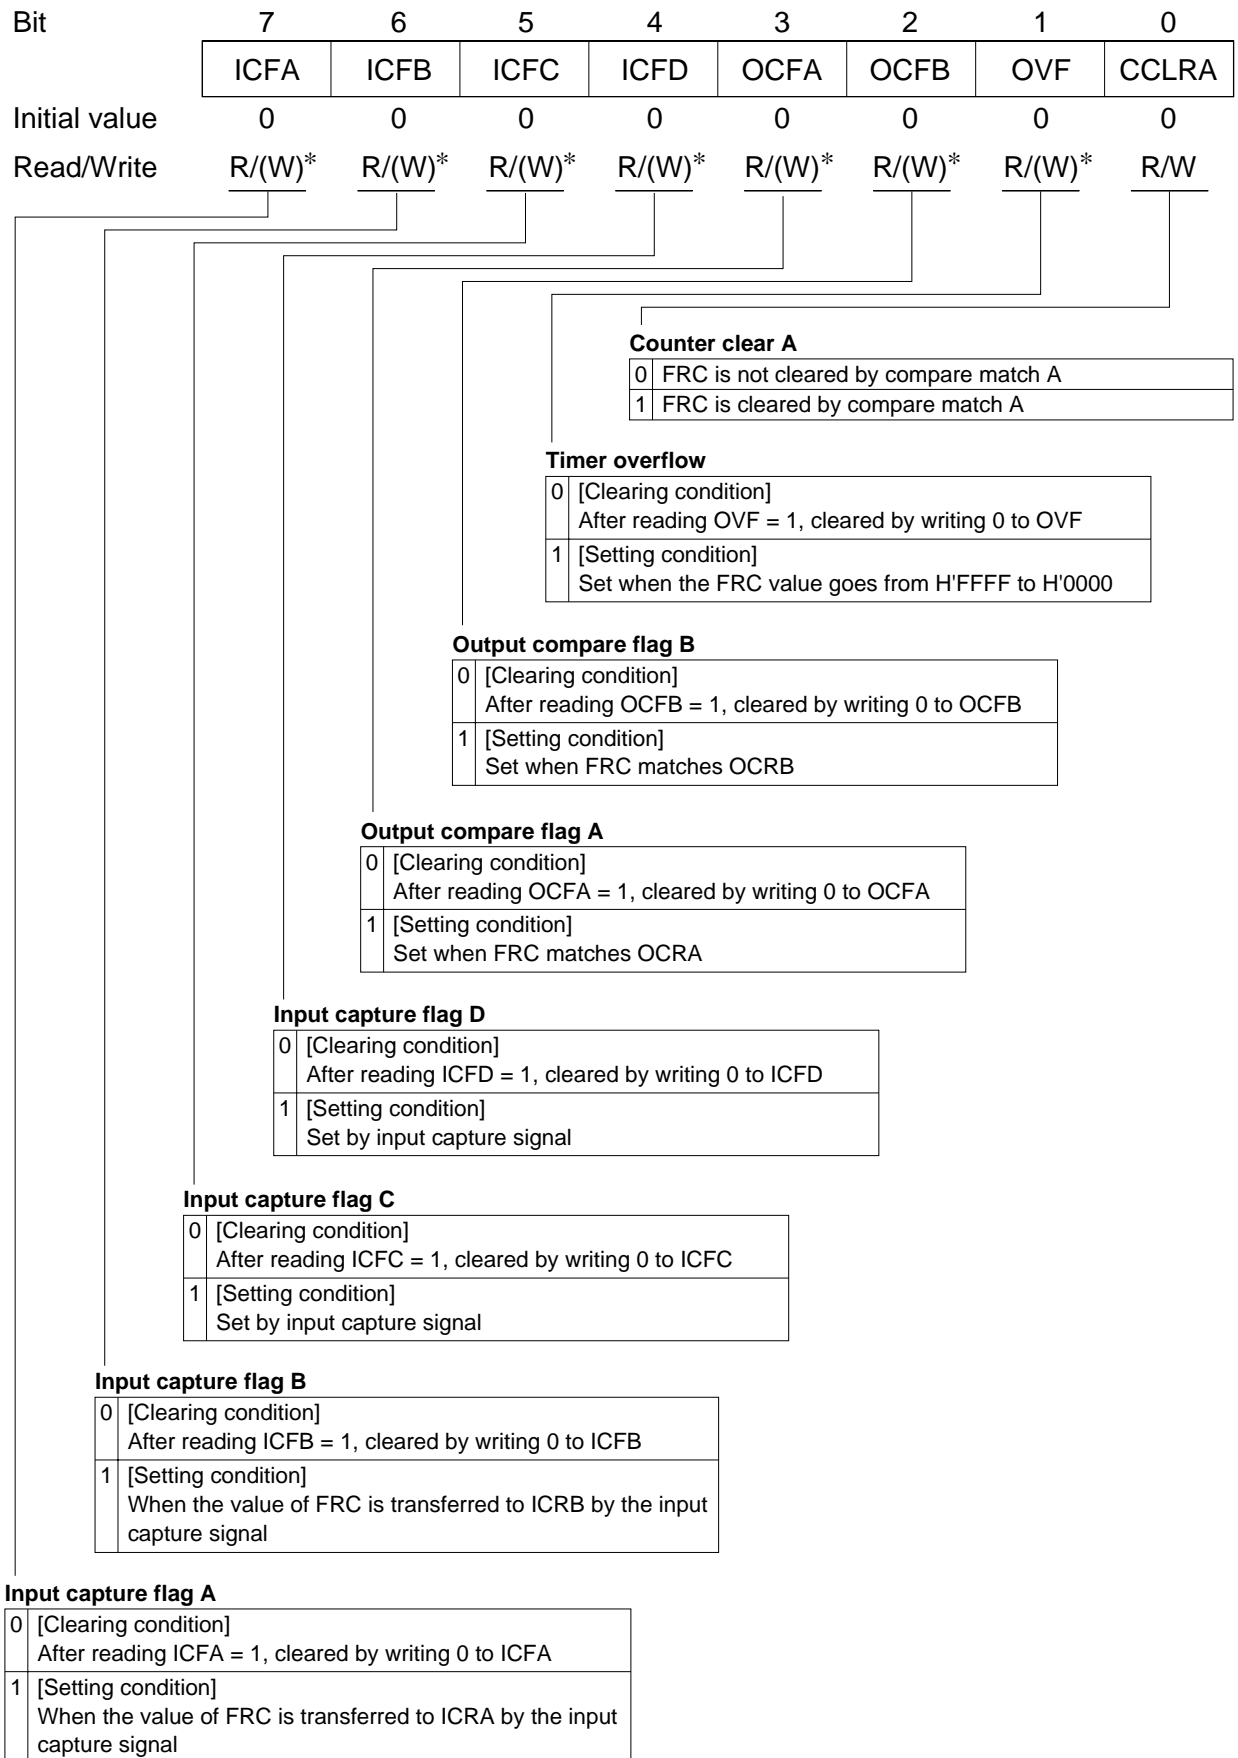 Bit 7 6 5 4 3 2 1 0
ICFA ICFB ICFC ICFD OCFA OCFB OVF CCLRA
Initial value 0 0 0 0 0 0 0 0
Read/Write R/(W)* R/(W)* R/(W)* R/(W)* R/(W)* R/(W)* R/(W)* R/W
Counter clear A
0 FRC is not cleared by compare match A
1 FRC is cleared by compare match A
Timer overflow
0 [Clearing condition]
After reading OVF = 1, cleared by writing 0 to OVF
1 [Setting condition]
Set when the FRC value goes from H'FFFF to H'0000
Output compare flag B
0 [Clearing condition]
After reading OCFB = 1, cleared by writing 0 to OCFB
1 [Setting condition]
Set when FRC matches OCRB
Output compare flag A
0 [Clearing condition]
After reading OCFA = 1, cleared by writing 0 to OCFA
1 [Setting condition]
Set when FRC matches OCRA
Input capture flag D
0 [Clearing condition]
After reading ICFD = 1, cleared by writing 0 to ICFD
1 [Setting condition]
Set by input capture signal
Input capture flag C
0 [Clearing condition]
After reading ICFC = 1, cleared by writing 0 to ICFC
1 [Setting condition]
Set by input capture signal
Input capture flag B
0 [Clearing condition]
After reading ICFB = 1, cleared by writing 0 to ICFB
1 [Setting condition]
When the value of FRC is transferred to ICRB by the input
capture signal
Input capture flag A
0 [Clearing condition]
After reading ICFA = 1, cleared by writing 0 to ICFA
1 [Setting condition]
When the value of FRC is transferred to ICRA by the input
capture signal